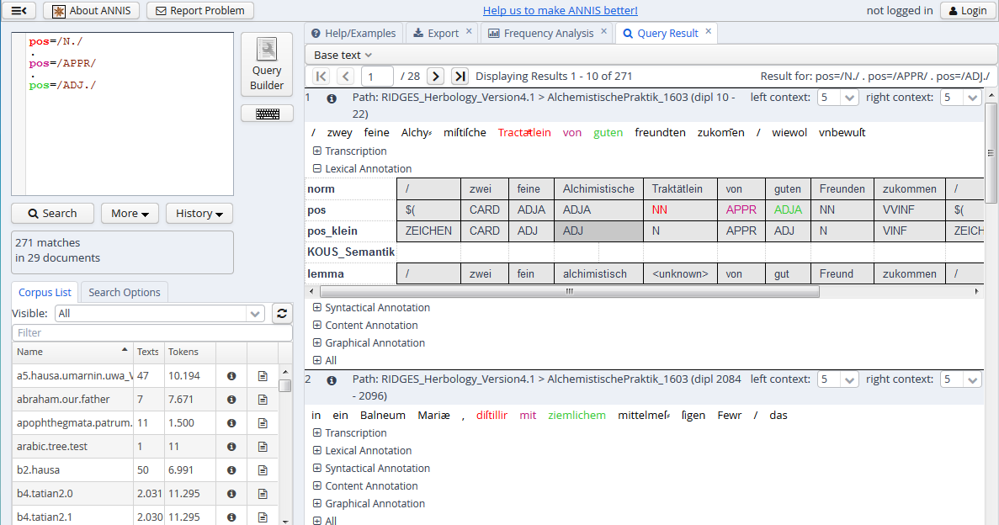 About ANNIS
Report Problem
Help us to make ANNIS better!
not logged in
Login
pos=/N./
.
pos=/APPR/
.
pos=/ADJ./
Query
Builder
Search
More
History
271 matches
in 29 documents
Corpus List
Search Options
Visible: All
Filter
Name Texts Tokens
a5.hausa.umarnin.uwa_V 47 10.194
abraham.our.father 7 7.671
apophthegmata.patrum. 11 1.500
arabic.tree.test 1 11
b2.hausa 50 6.991
b4.tatian2.0 2.031 11.295
b4.tatian2.1 2.030 11.295
Help/Examples
Export
Frequency Analysis
Query Result
Base text
1 / 28 Displaying Results 1 - 10 of 271 Result for: pos=/N./ . pos=/APPR/ . pos=/ADJ./
1 Path: RIDGES_Herbology_Version4.1 > AlchemistischePraktik_1603 (dipl 10 - left context: 5 right context: 5
22)
/ zwey feine miſtiſche von guten freundten / wiewol vnbewuſt
Transcription
Lexical Annotation
norm / zwei feine Alchimistische Traktätlein von guten Freunden zukommen /
pos $( CARD ADJA ADJA NN APPR ADJA NN VVINF $(
pos_klein ZEICHEN CARD ADJ ADJ N APPR ADJ N VINF ZEICH
KOUS_Semantik
lemma / zwei fein alchimistisch <unknown> von gut Freund zukommen /
Syntactical Annotation
Content Annotation
Graphical Annotation
All
2 Path: RIDGES_Herbology_Version4.1 > AlchemistischePraktik_1603 (dipl 2084 left context: 5 right context: 5
- 2096)
in ein Balneum Mariæ , diſtillir mit ziemlichem ſigen Fewr / das
Transcription
Lexical Annotation
Syntactical Annotation
Content Annotation
Graphical Annotation
All